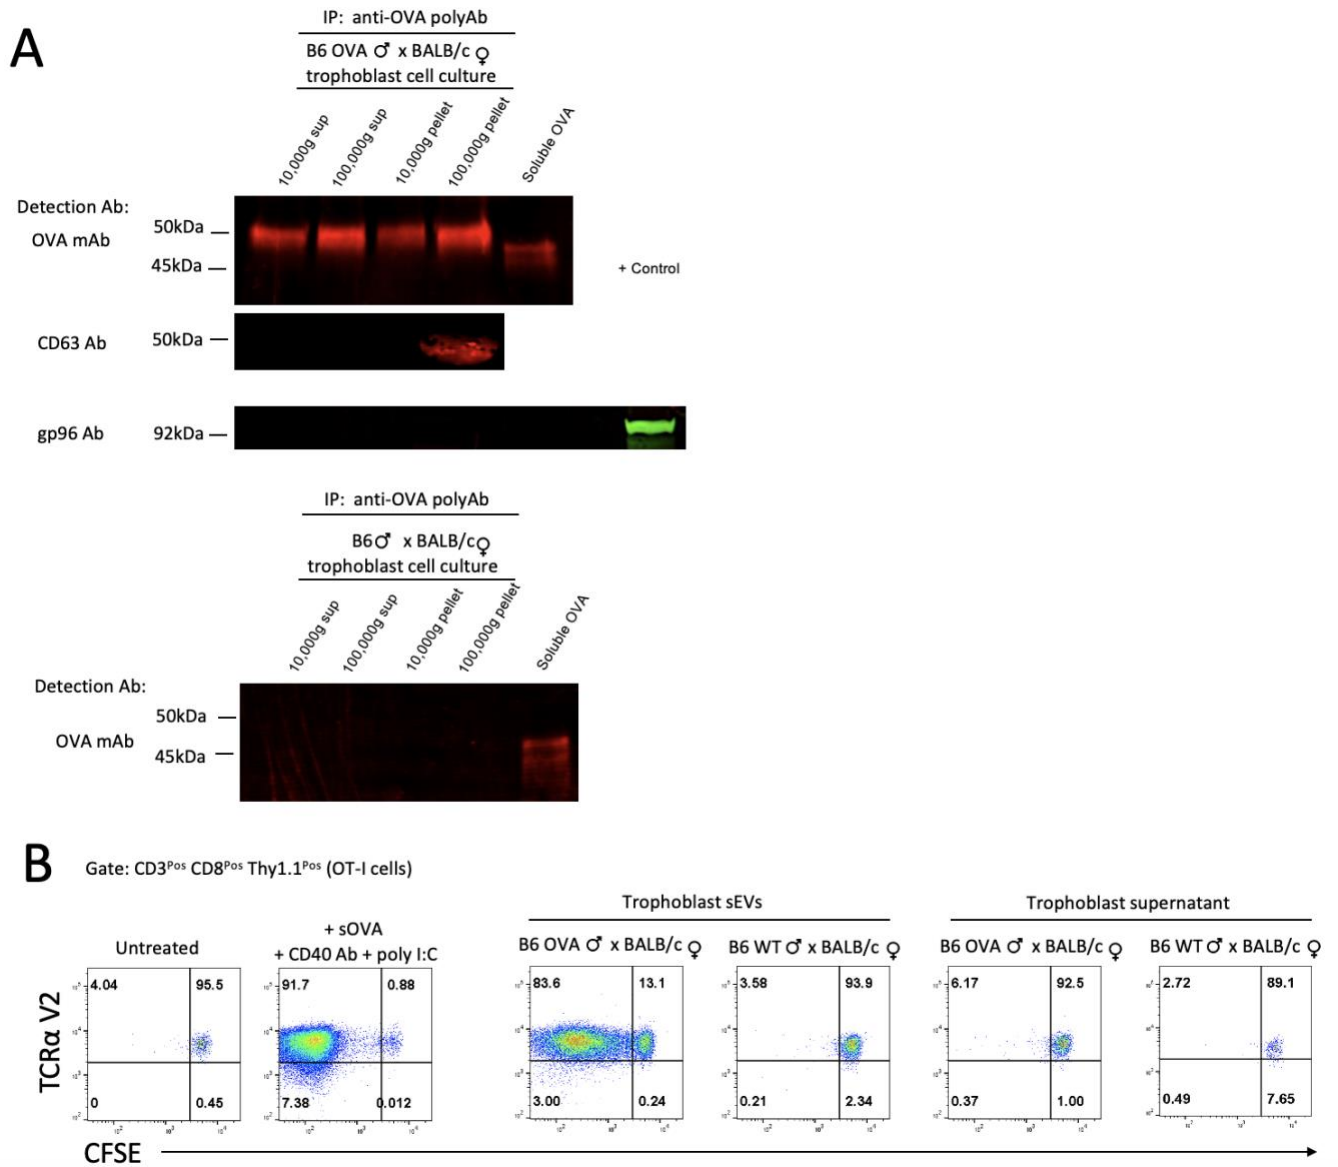 A
IP: anti-OVA polyAb
B6 OVA ♂ x BALB/c ♀
trophoblast cell culture
10,000g sup
100,000g sup
10,000g pellet
100,000g pellet
Soluble OVA
Detection Ab:
OVA mAb
50kDa
45kDa
+ Control
CD63 Ab
50kDa
gp96 Ab
92kDa
IP: anti-OVA polyAb
B6♂ x BALB/c♀
trophoblast cell culture
10,000g sup
100,000g sup
10,000g pellet
100,000g pellet
Soluble OVA
Detection Ab:
50kDa
OVA mAb
45kDa
B
Gate: CD3Pos CD8Pos Thy1.1Pos (OT-I cells)
Untreated
+ sOVA
+ CD40 Ab + poly I:C
Trophoblast sEVs
B6 OVA ♂ x BALB/c ♀
B6 WT ♂ x BALB/c ♀
Trophoblast supernatant
B6 OVA ♂ x BALB/c ♀
B6 WT ♂ x BALB/c ♀
TCRα V2
4.04 95.5
0 0.45
91.7 0.88
7.38 0.012
83.6 13.1
3.00 0.24
3.58 93.9
0.21 2.34
6.17 92.5
0.37 1.00
2.72 89.1
0.49 7.65
CFSE